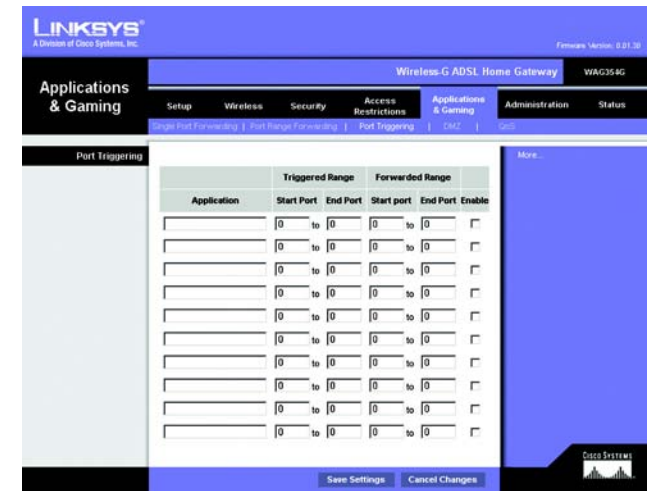 LINKSYS®
A Division of Cisco Systems, Inc.
Firmware Version: 0.01.30
Wireless-G ADSL Home Gateway WAG354G
Applications & Gaming
Setup Wireless Security Access Restrictions Applications & Gaming Administration Status
Single Port Forwarding | Port Range Forwarding | Port Triggering | DMZ | QoS
Port Triggering
More...
Triggered Range Forwarded Range
Application Start Port End Port Start port End Port Enable
0 to 0 0 to 0
0 to 0 0 to 0
0 to 0 0 to 0
0 to 0 0 to 0
0 to 0 0 to 0
0 to 0 0 to 0
0 to 0 0 to 0
0 to 0 0 to 0
0 to 0 0 to 0
0 to 0 0 to 0
Save Settings Cancel Changes
CISCO SYSTEMS